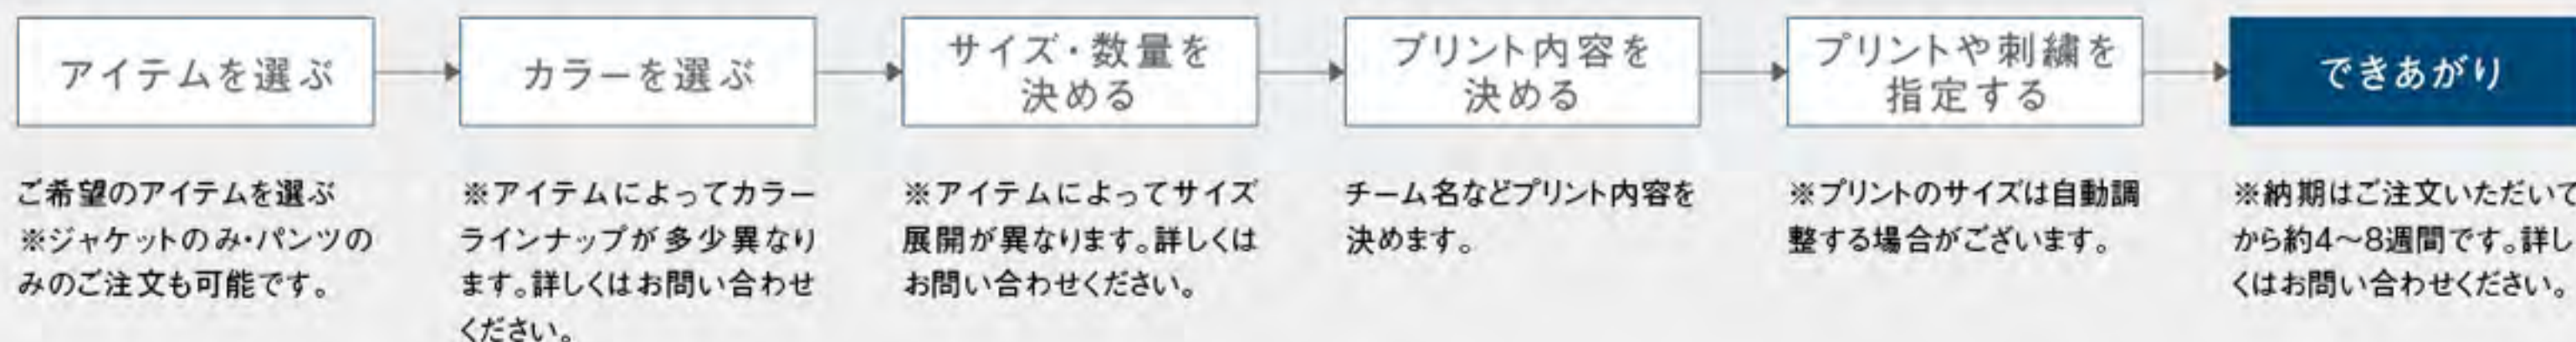 アイテムを選ぶ
ご希望のアイテムを選ぶ
※ジャケットのみ・パンツの
みのご注文も可能です。
カラーを選ぶ
※アイテムによってカラー
ラインナップが多少異なり
ます。詳しくはお問い合わせ
ください。
サイズ・数量を
決める
※アイテムによってサイズ
展開が異なります。詳しくは
お問い合わせください。
プリント内容を
決める
チーム名などプリント内容を
決めます。
プリントや刺繍を
指定する
※プリントのサイズは自動調
整する場合がございます。
できあがり
※納期はご注文いただいて
から約4〜8週間です。詳し
くはお問い合わせください。